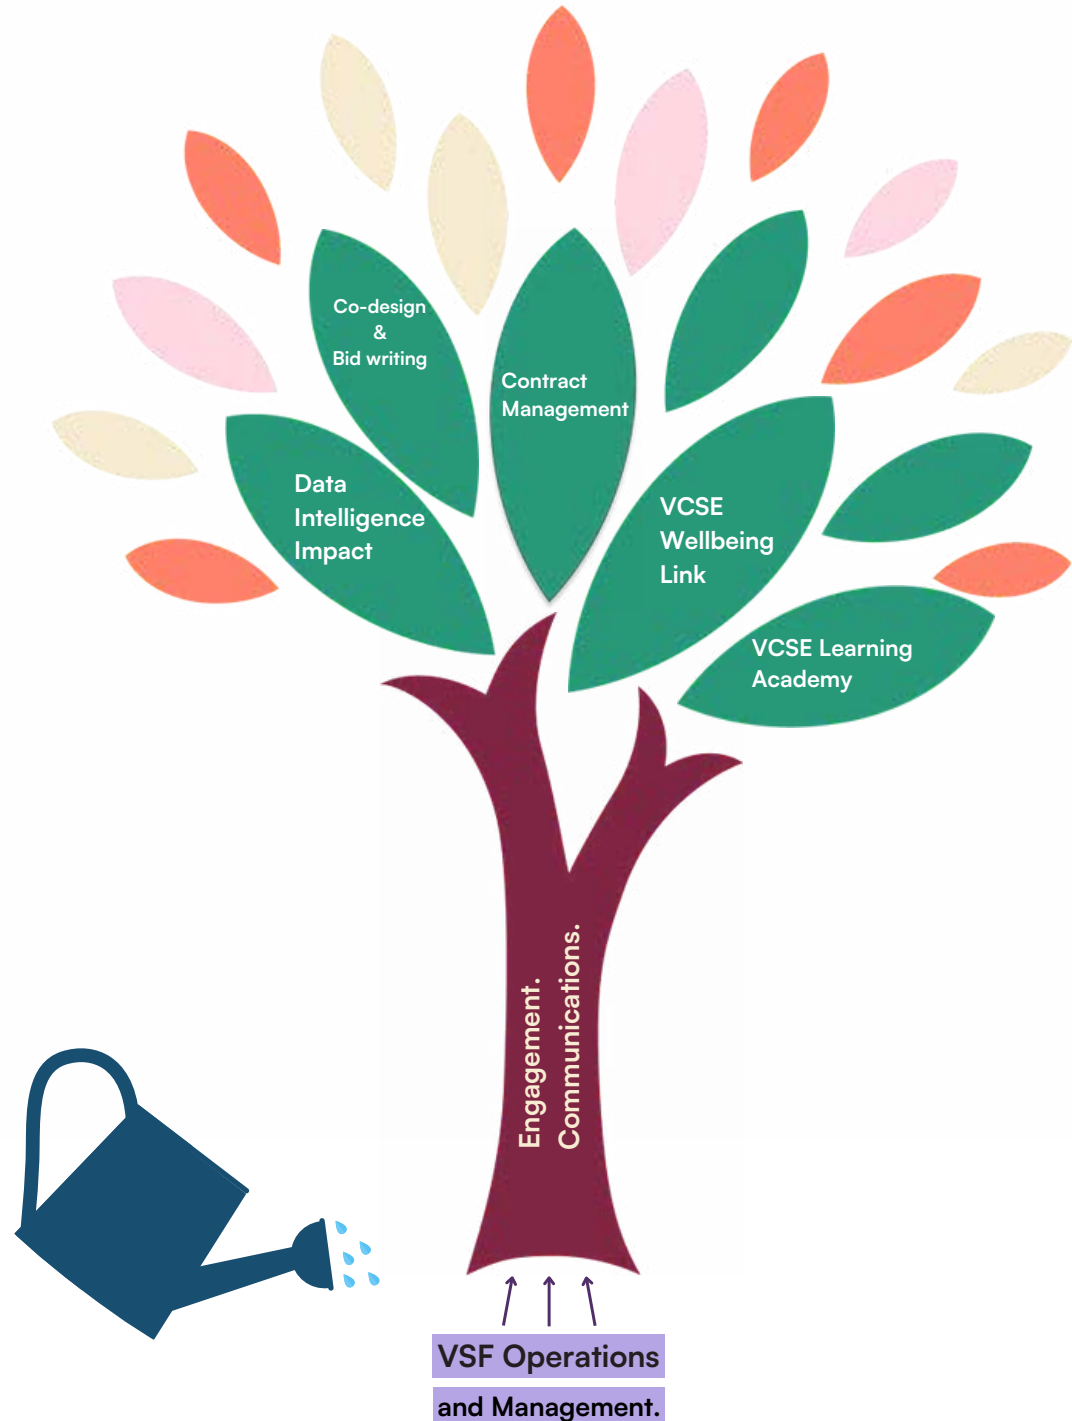 Co-design
&
Bid writing
Contract
Management
Data
Intelligence
Impact
VCSE
Wellbeing
Link
VCSE Learning
Academy
Engagement.
Communications.
VSF Operations
and Management.